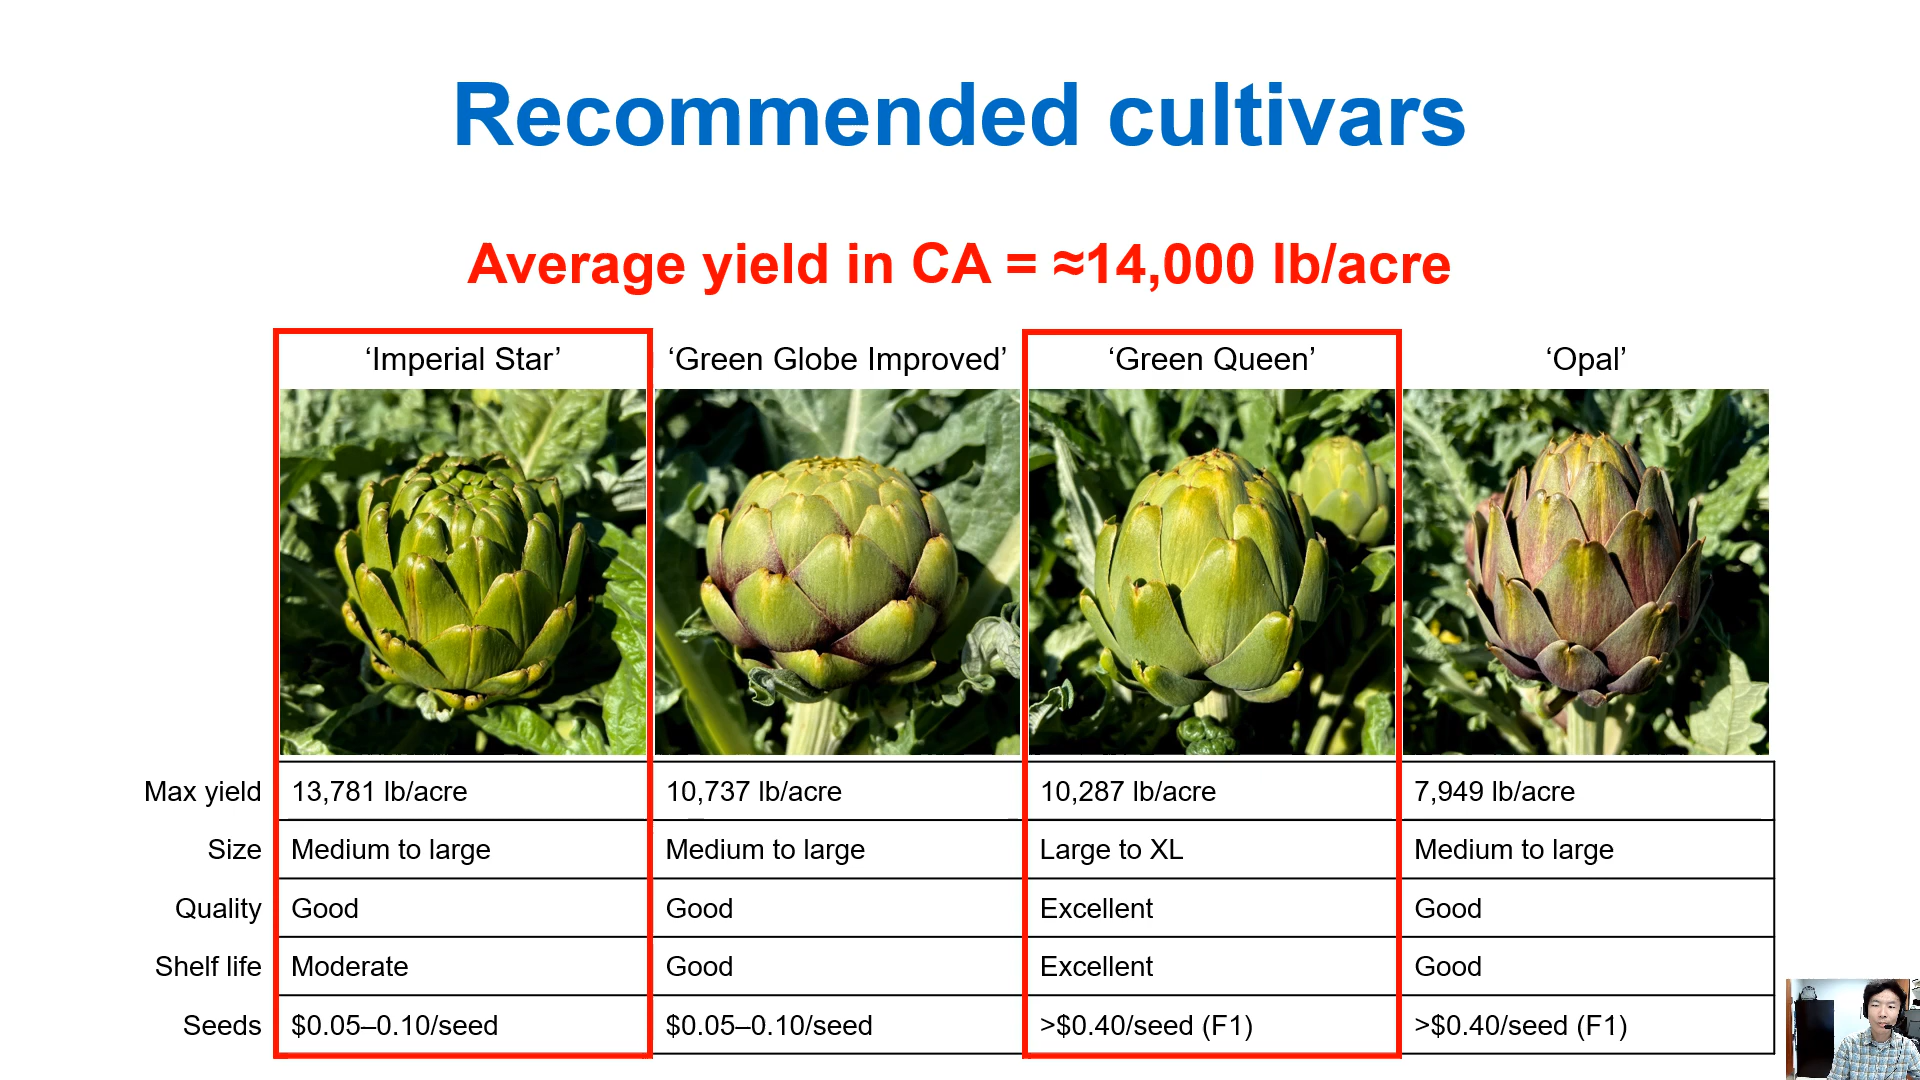 Recommended cultivars
Average yield in CA = ≈14,000 lb/acre
‘Imperial Star’ ‘Green Globe Improved’ ‘Green Queen’ ‘Opal’
Max yield 13,781 lb/acre 10,737 lb/acre 10,287 lb/acre 7,949 lb/acre
Size Medium to large Medium to large Large to XL Medium to large
Quality Good Good Excellent Good
Shelf life Moderate Good Excellent Good
Seeds $0.05–0.10/seed $0.05–0.10/seed >$0.40/seed (F1) >$0.40/seed (F1)